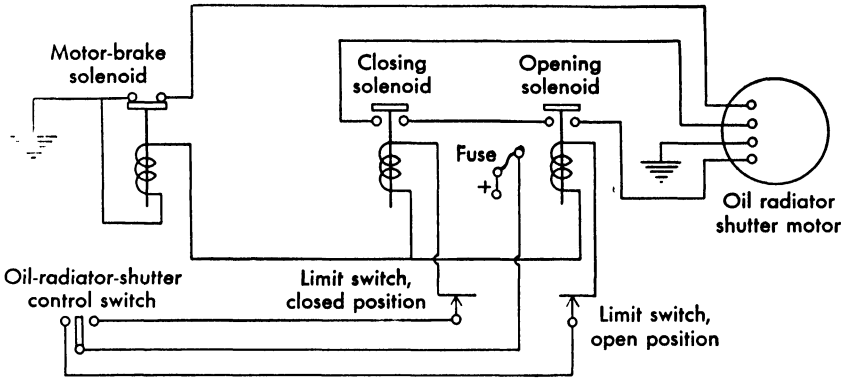 Motor-brake
solenoid
Closing
solenoid
Opening
solenoid
Fuse
+
Oil radiator
shutter motor
Oil-radiator-shutter
control switch
Limit switch,
closed position
Limit switch,
open position